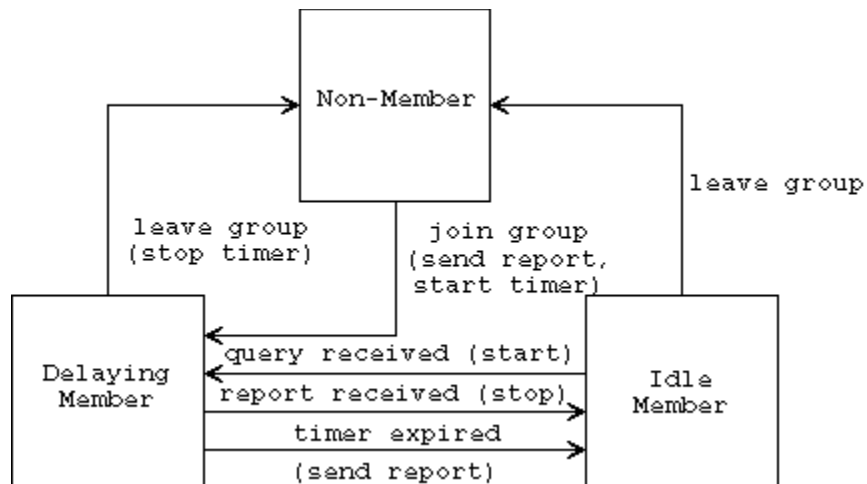 Non-Member
leave group
leave group
(stop timer)
join group
(send report,
start timer)
query received (start)
Delaying
Member
report received (stop)
Idle
Member
timer expired
(send report)